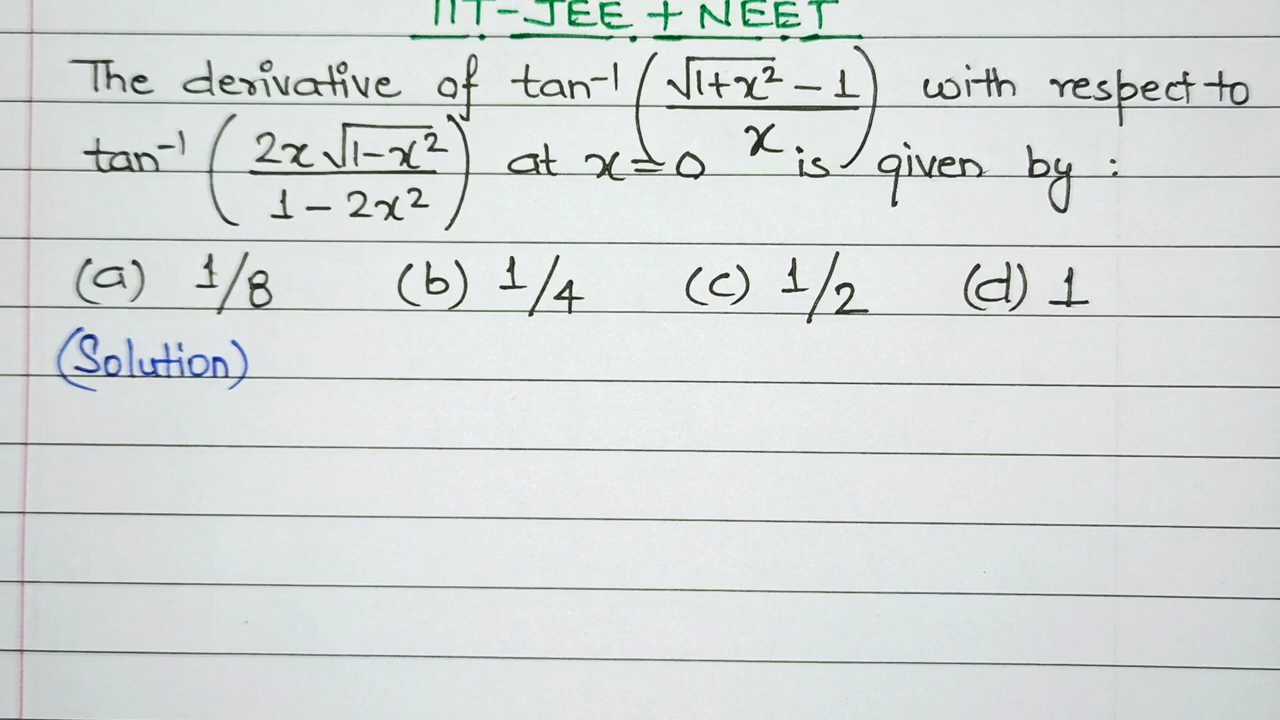 IIT-JEE + NEET
The derivative of tan⁻¹ ((√(1+x²) − 1)/x) with respect to
tan⁻¹ ((2x√(1−x²))/(1 − 2x²)) at x=0 is given by :
(a) 1/8 (b) 1/4 (c) 1/2 (d) 1
(Solution)